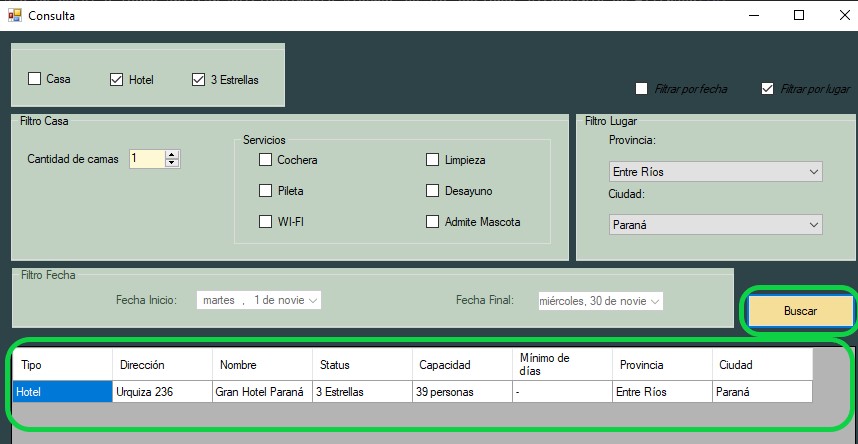 Consulta
Casa
Hotel
3 Estrellas
Filtrar por fecha
Filtrar por lugar
Filtro Casa
Cantidad de camas
1
Servicios
Cochera
Limpieza
Pileta
Desayuno
WI-FI
Admite Mascota
Filtro Lugar
Provincia:
Entre Ríos
Ciudad:
Paraná
Filtro Fecha
Fecha Inicio:
martes , 1 de novie
Fecha Final:
miércoles, 30 de novie
Buscar
Tipo Dirección Nombre Status Capacidad Mínimo de
días Provincia Ciudad
Hotel Urquiza 236 Gran Hotel Paraná 3 Estrellas 39 personas - Entre Ríos Paraná